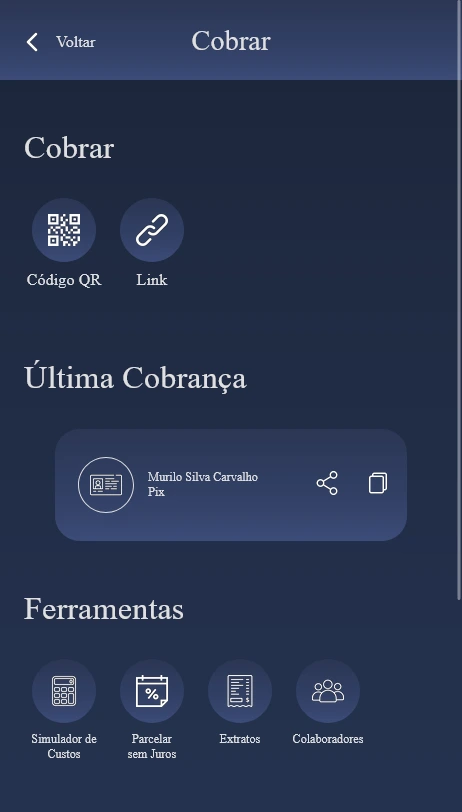 Voltar
Cobrar
Cobrar
Código QR
Link
Última Cobrança
Murilo Silva Carvalho
Pix
Ferramentas
Simulador de
Custos
Parcelar
sem Juros
Extratos
Colaboradores